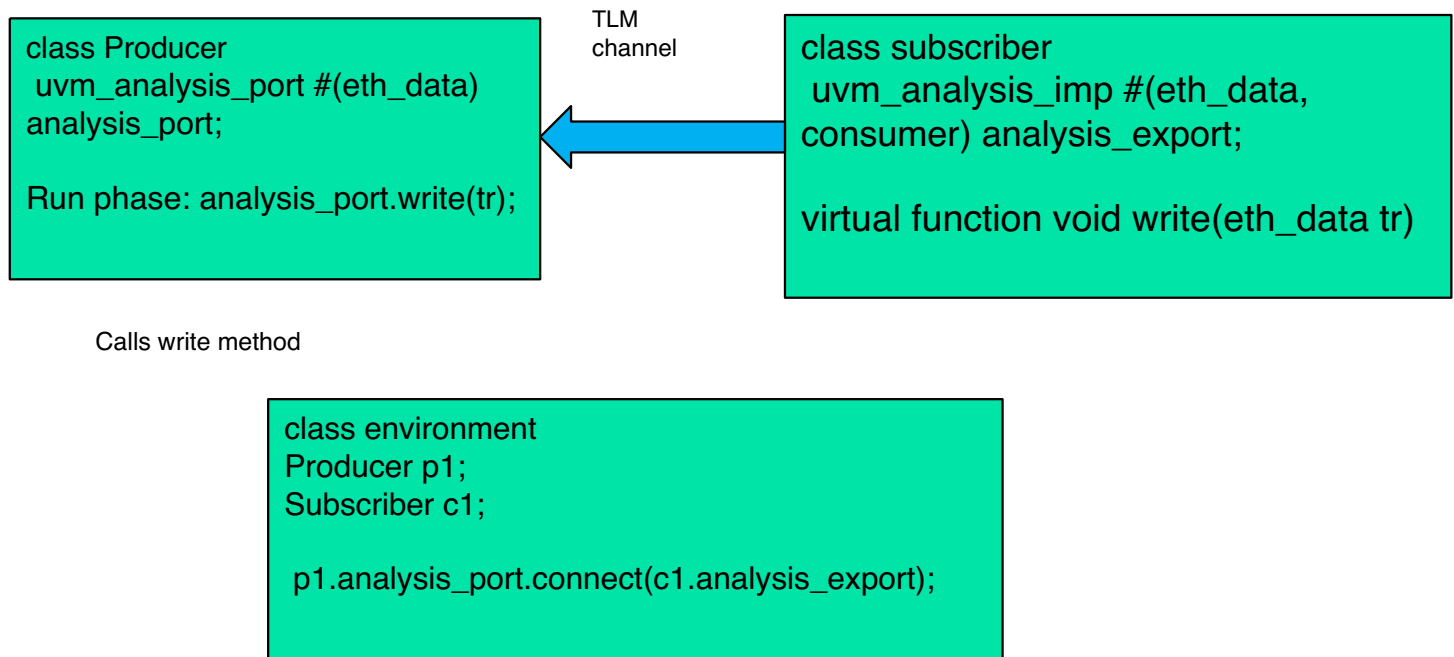 class Producer
uvm_analysis_port #(eth_data)
analysis_port;
Run phase: analysis_port.write(tr);
TLM
channel
class subscriber
uvm_analysis_imp #(eth_data,
consumer) analysis_export;
virtual function void write(eth_data tr)
Calls write method
class environment
Producer p1;
Subscriber c1;
p1.analysis_port.connect(c1.analysis_export);